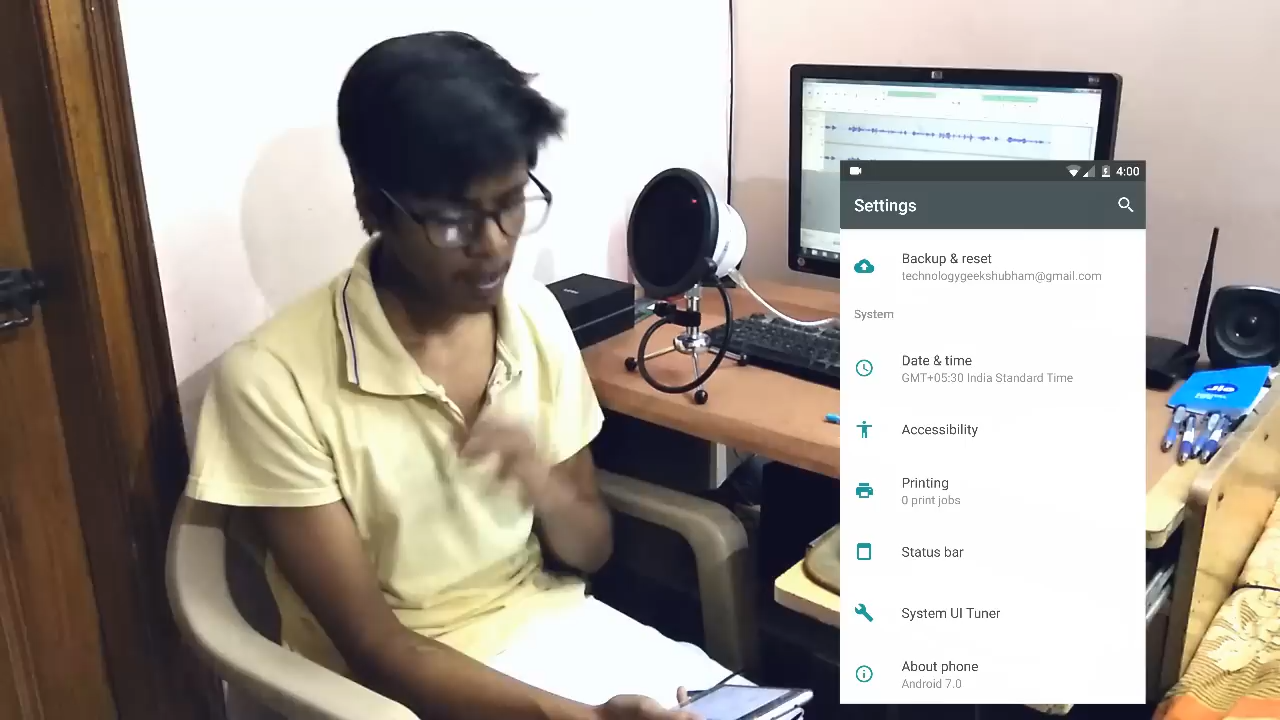 4:00
Settings
Backup & reset
technologygeekshubham@gmail.com
System
Date & time
GMT+05:30 India Standard Time
Accessibility
Printing
0 print jobs
Status bar
System UI Tuner
About phone
Android 7.0